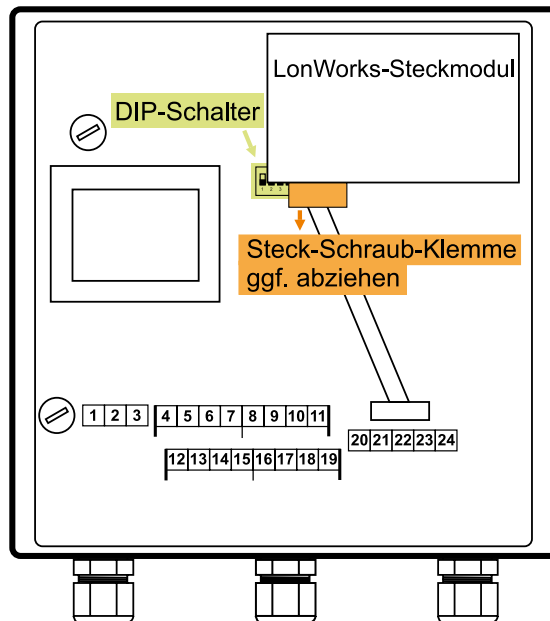 LonWorks-Steckmodul
DIP-Schalter
1 2 3
Steck-Schraub-Klemme
ggf. abziehen
1 2 3 4 5 6 7 8 9 10 11
20 21 22 23 24
12 13 14 15 16 17 18 19